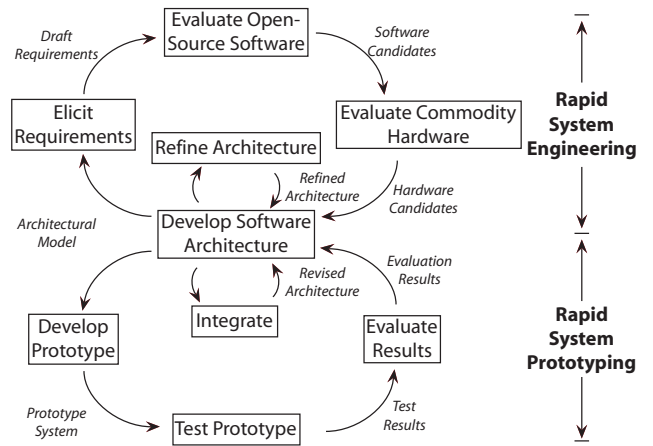 Draft
Requirements
Evaluate Open-
Source Software
Software
Candidates
Elicit
Requirements
Evaluate Commodity
Hardware
Rapid
System
Engineering
Refine Architecture
Refined
Architecture
Hardware
Candidates
Architectural
Model
Develop Software
Architecture
Evaluation
Results
Revised
Architecture
Develop
Prototype
Integrate
Evaluate
Results
Rapid
System
Prototyping
Prototype
System
Test Prototype
Test
Results